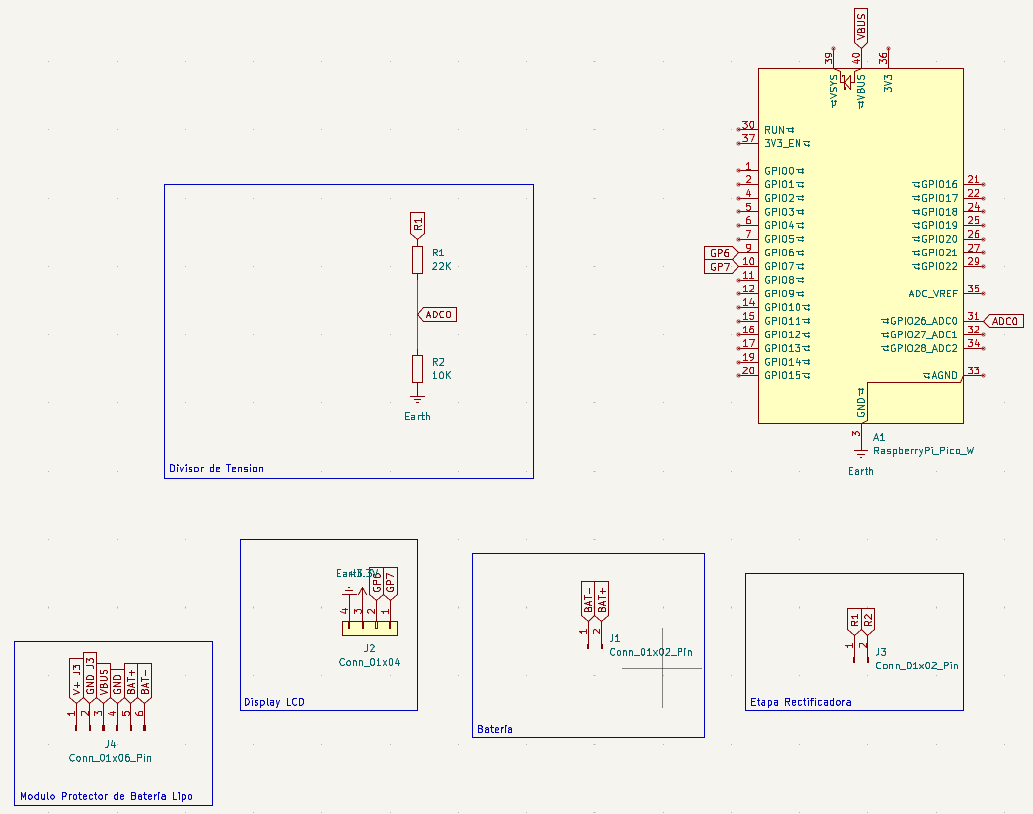 VBUS
39
40
36
VSYS
VBUS
3V3
30
RUN
37
3V3_EN
1
GPIO0
2
GPIO1
4
GPIO2
5
GPIO3
6
GPIO4
7
GPIO5
GP6
9
GPIO6
GP7
10
GPIO7
11
GPIO8
12
GPIO9
14
GPIO10
15
GPIO11
16
GPIO12
17
GPIO13
19
GPIO14
20
GPIO15
GPIO16
21
GPIO17
22
GPIO18
24
GPIO19
25
GPIO20
26
GPIO21
27
GPIO22
29
ADC_VREF
35
GPIO26_ADC0
31
ADC0
GPIO27_ADC1
32
GPIO28_ADC2
34
AGND
33
GND
3
A1
RaspberryPi_Pico_W
Earth
R1
R1
22K
ADC0
R2
10K
Earth
Divisor de Tension
Earth
+3.3V
GP6
GP7
4
3
2
1
J2
Conn_01x04
Display LCD
BAT-
BAT+
1
2
J1
Conn_01x02_Pin
Bateria
R1
R2
1
2
J3
Conn_01x02_Pin
Etapa Rectificadora
V+ J3
GND J3
VBUS
GND
BAT+
BAT-
1
2
3
4
5
6
J4
Conn_01x06_Pin
Modulo Protector de Bateria Lipo